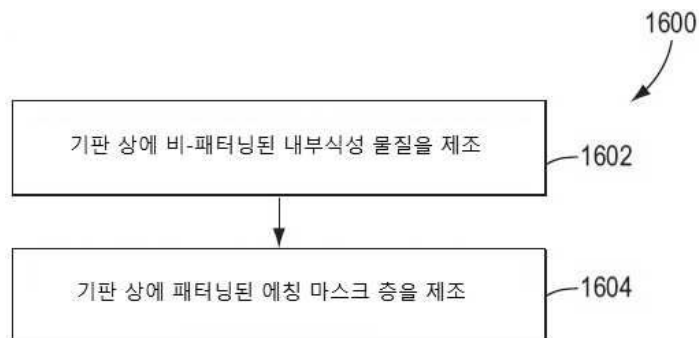 1600
기판 상에 비-패터닝된 내부식성 물질을 제조
1602
기판 상에 패터닝된 에칭 마스크 층을 제조
1604